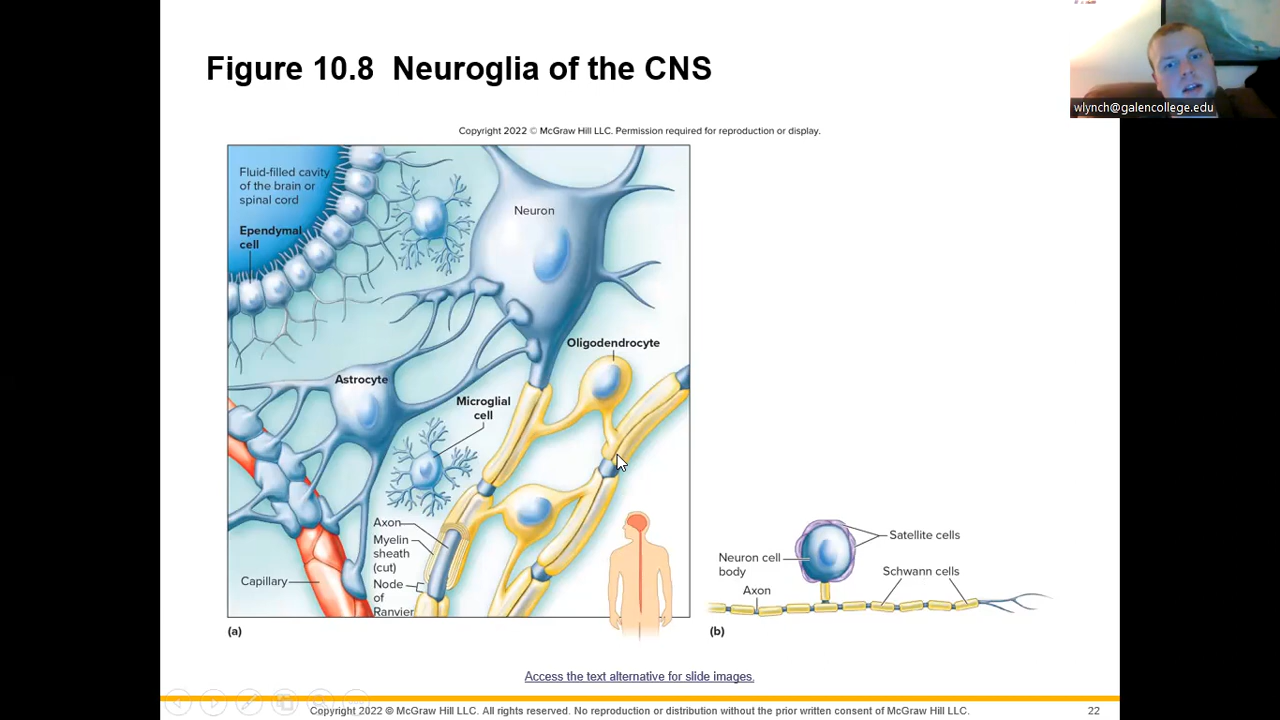 Figure 10.8 Neuroglia of the CNS
wlynch@galencollege.edu
Copyright 2022 © McGraw Hill LLC. Permission required for reproduction or display.
Fluid-filled cavity
of the brain or
spinal cord
Ependymal
cell
Neuron
Oligodendrocyte
Astrocyte
Microglial
cell
Axon
Myelin
sheath
(cut)
Node
of
Ranvier
Capillary
(a)
Satellite cells
Neuron cell
body
Schwann cells
Axon
(b)
Access the text alternative for slide images.
Copyright 2022 © McGraw Hill LLC. All rights reserved. No reproduction or distribution without the prior written consent of McGraw Hill LLC.
22